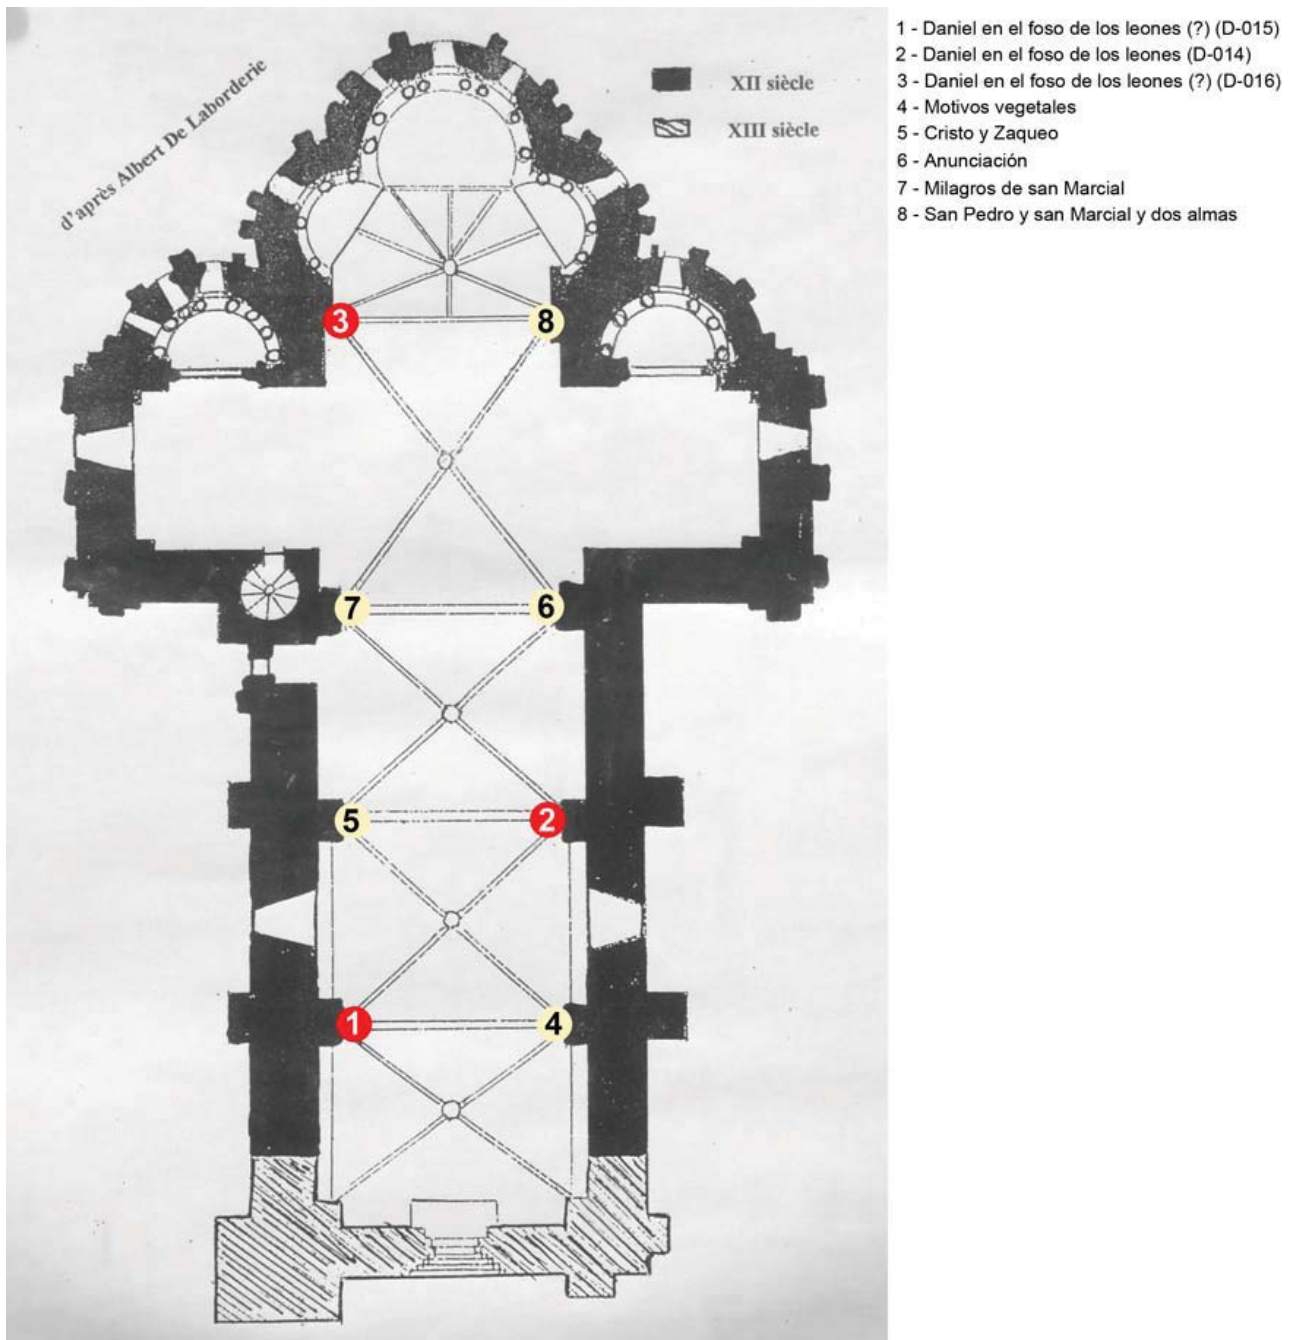 d'après Albert De Laborderie
XII siècle
XIII siècle
1 - Daniel en el foso de los leones (?) (D-015)
2 - Daniel en el foso de los leones (D-014)
3 - Daniel en el foso de los leones (?) (D-016)
4 - Motivos vegetales
5 - Cristo y Zaqueo
6 - Anunciación
7 - Milagros de san Marcial
8 - San Pedro y san Marcial y dos almas
3
8
7
6
5
2
1
4